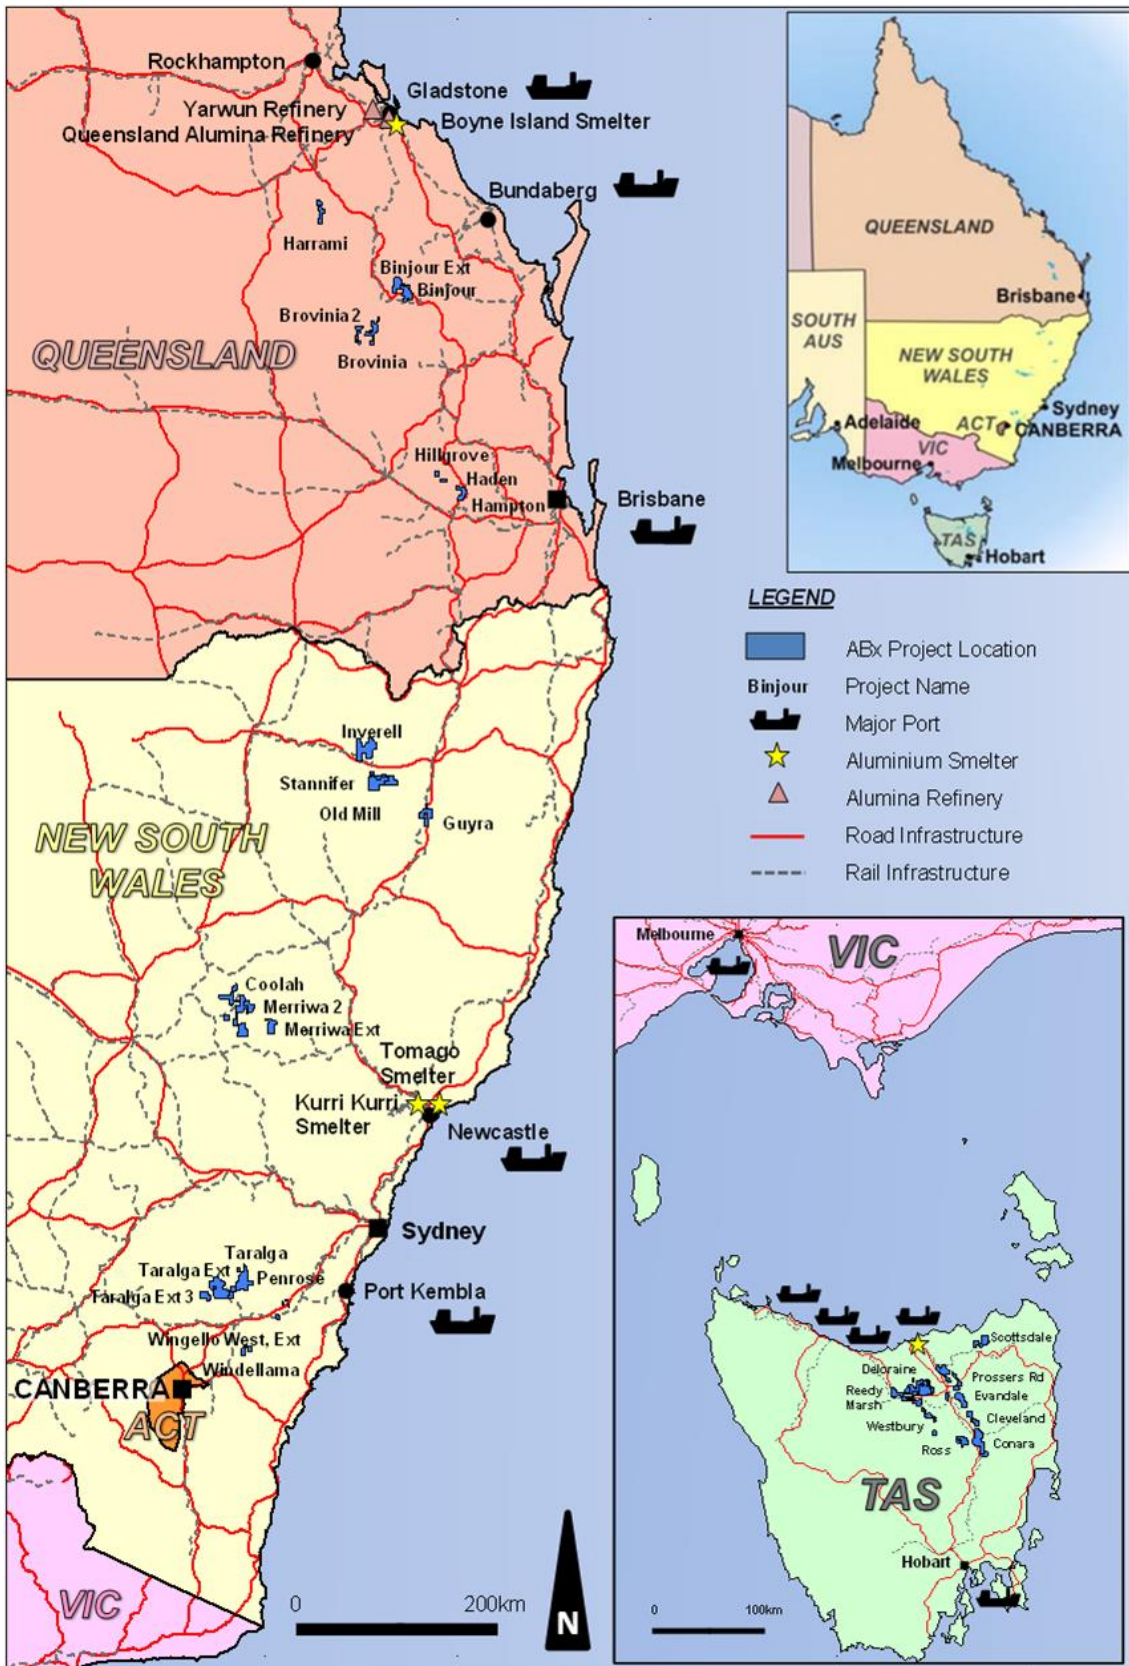 Rockhampton
Gladstone
Yarwun Refinery
Boyne Island Smelter
Queensland Alumina Refinery
Bundaberg
Harrami
Binjour Ext
Binjour
Brovinia 2
QUEENSLAND
Brovinia
Hillgrove
Haden
Hampton
Brisbane
Inverell
Stannifer
Old Mill
Guyra
NEW SOUTH
WALES
Coolah
Merriwa 2
Merriwa Ext
Tomago
Smelter
Kurri Kurri
Smelter
Newcastle
Sydney
Taralga
Taralga Ext
Penrose
Taralga Ext 3
Port Kembla
Wingello West, Ext
Windellama
CANBERRA
ACT
VIC
0
200km
N
QUEENSLAND
Brisbane
SOUTH
AUS
NEW SOUTH
WALES
Sydney
ACT
CANBERRA
Adelaide
VIC
Melbourne
TAS
Hobart
LEGEND
ABx Project Location
Binjour
Project Name
Major Port
Aluminium Smelter
Alumina Refinery
Road Infrastructure
Rail Infrastructure
Melbourne
VIC
Scottsdale
Deloraine
Prossers Rd
Reedy
Marsh
Evandale
Westbury
Cleveland
Ross
Conara
TAS
Hobart
0
100km